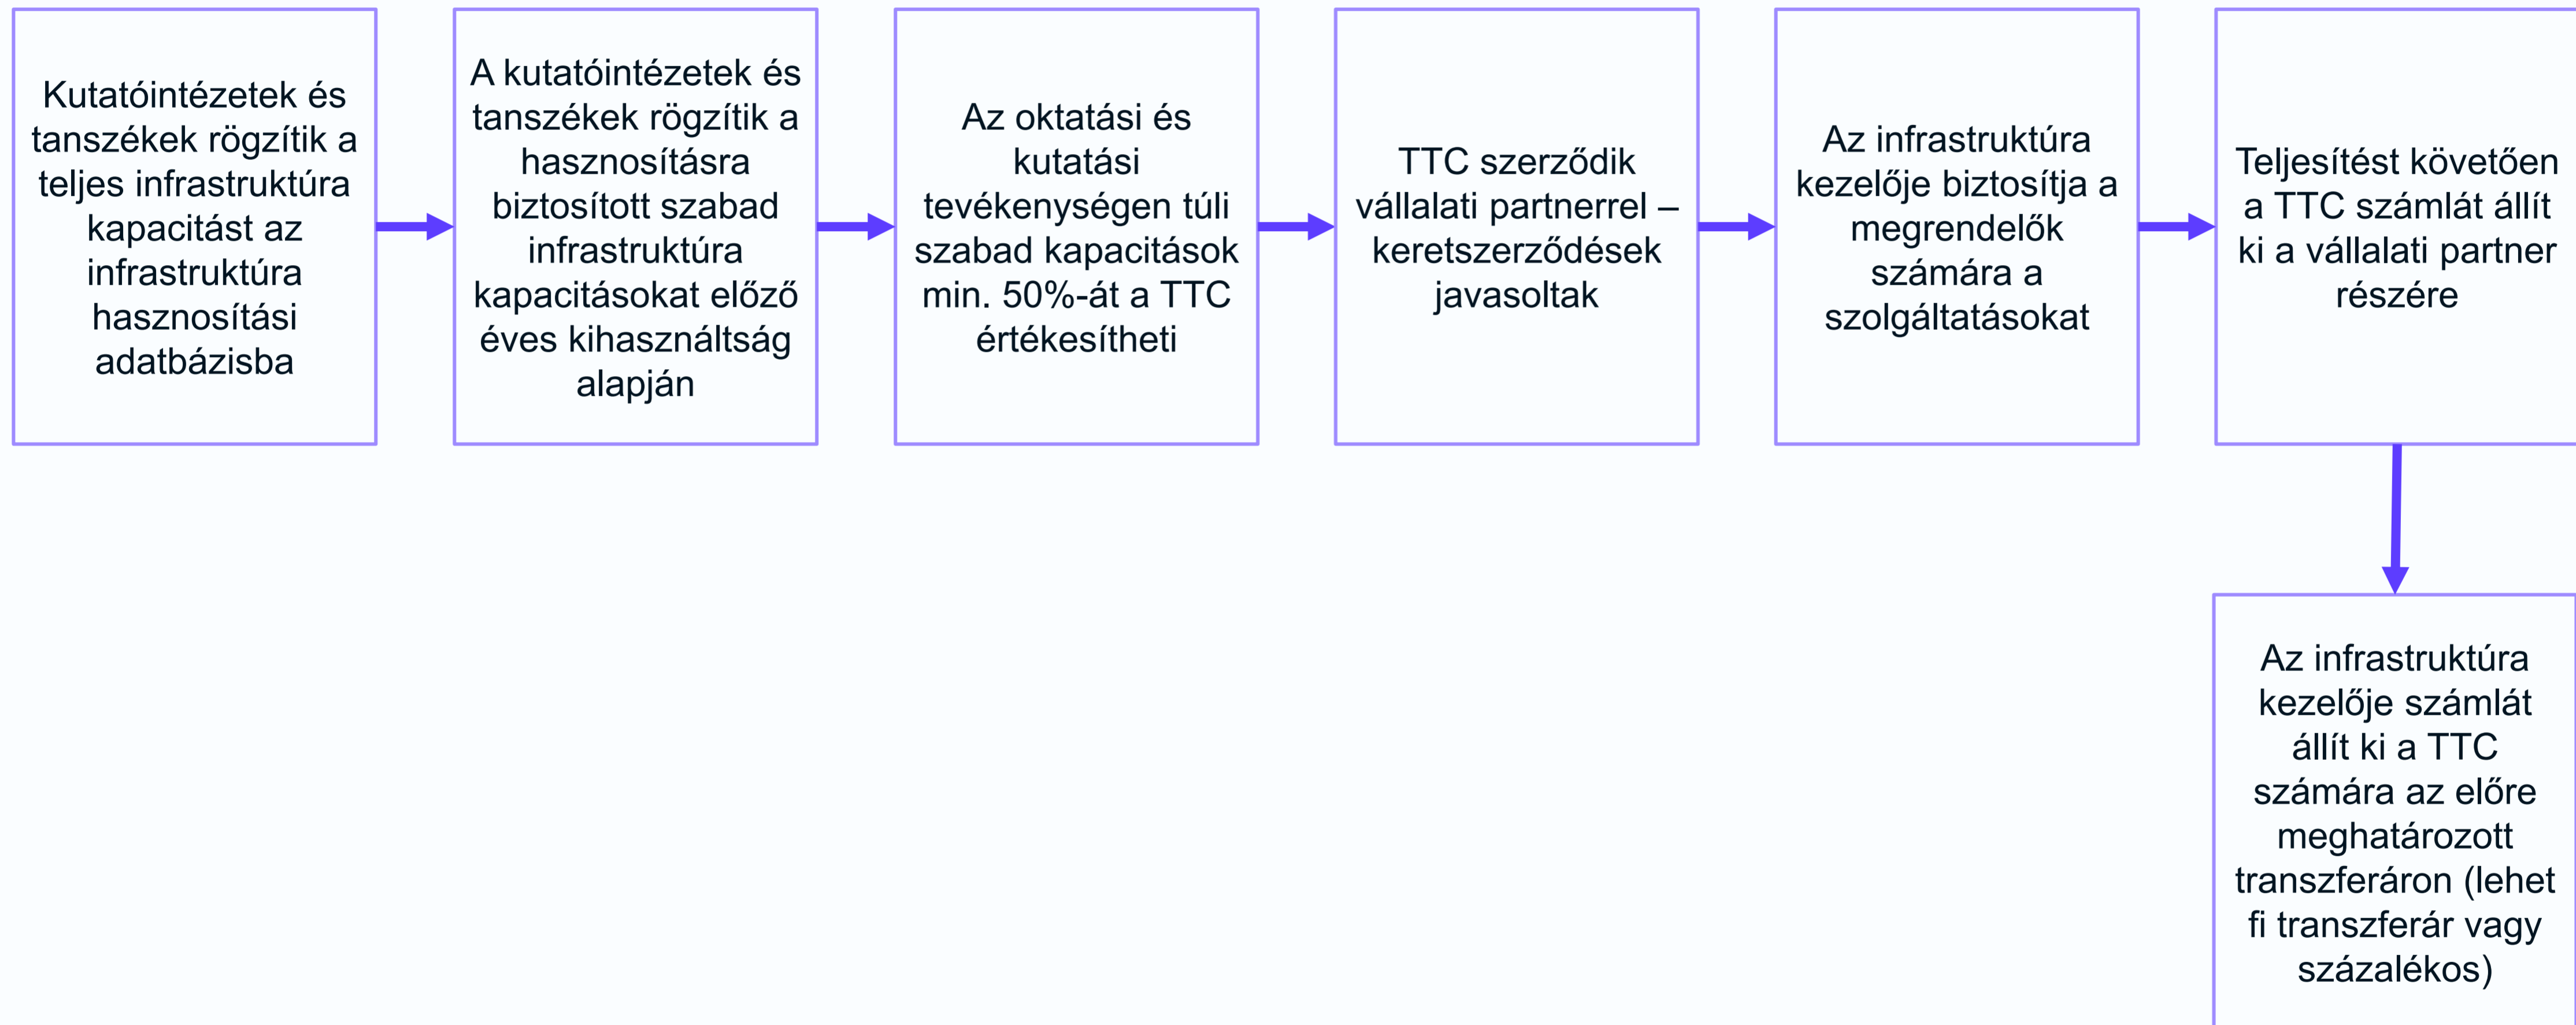 Kutatóintézetek és
tanszékek rögzítik a
teljes infrastruktúra
kapacitást az
infrastruktúra
hasznosítási
adatbázisba
A kutatóintézetek és
tanszékek rögzítik a
hasznosításra
biztosított szabad
infrastruktúra
kapacitásokat előző
éves kihasználtság
alapján
Az oktatási és
kutatási
tevékenységen túli
szabad kapacitások
min. 50%-át a TTC
értékesítheti
TTC szerződik
vállalati partnerrel –
keretszerződések
javasoltak
Az infrastruktúra
kezelője biztosítja a
megrendelők
számára a
szolgáltatásokat
Teljesítést követően
a TTC számlát állít
ki a vállalati partner
részére
Az infrastruktúra
kezelője számlát
állít ki a TTC
számára az előre
meghatározott
transzferáron (lehet
fi transzferár vagy
százalékos)